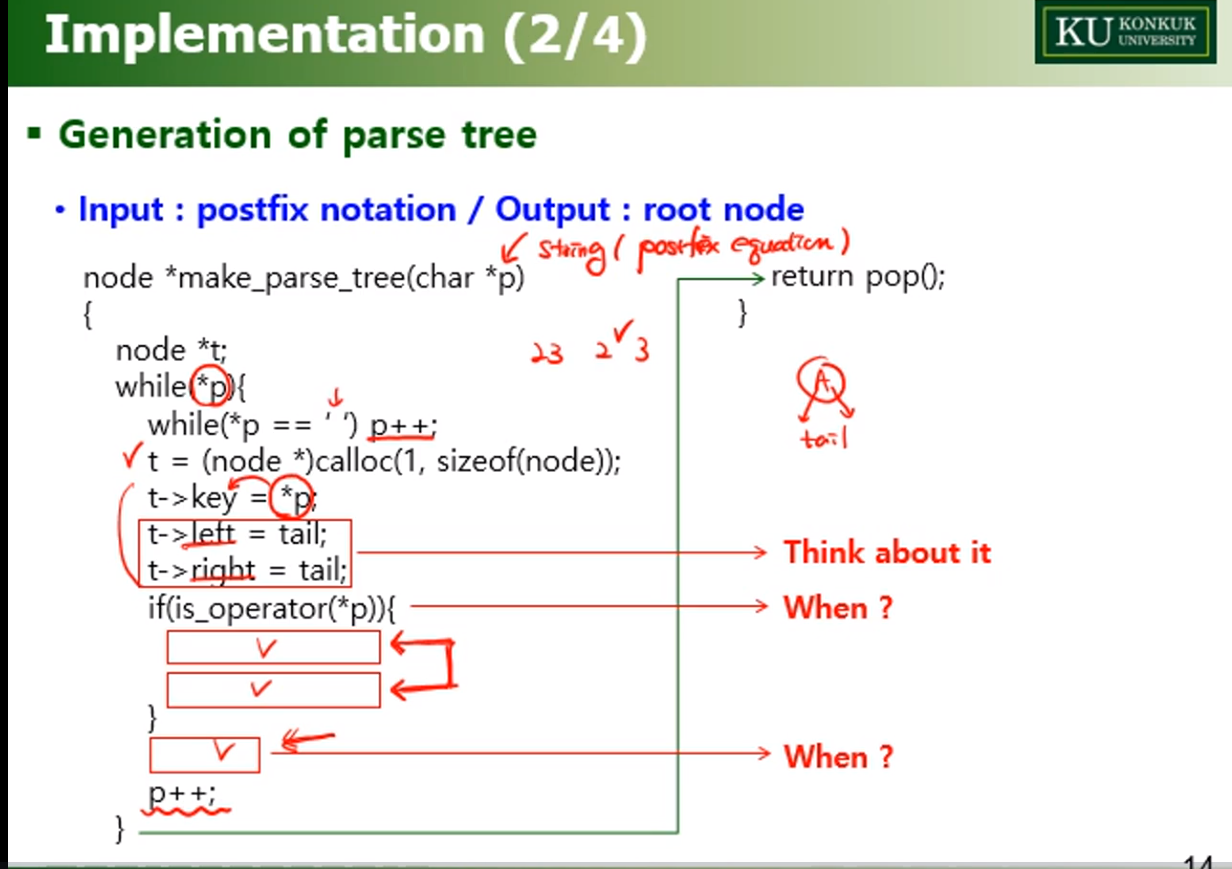 Implementation (2/4)
KU KONKUK
UNIVERSITY
▪ Generation of parse tree
• Input : postfix notation / Output : root node
string ( postfix equation )
node *make_parse_tree(char *p)
{
node *t;
while(*p){
while(*p == ' ') p++;
t = (node *)calloc(1, sizeof(node));
t->key = *p;
t->left = tail;
t->right = tail;
if(is_operator(*p)){
}
p++;
}
return pop();
}
23 2 3
A
tail
Think about it
When ?
When ?
14